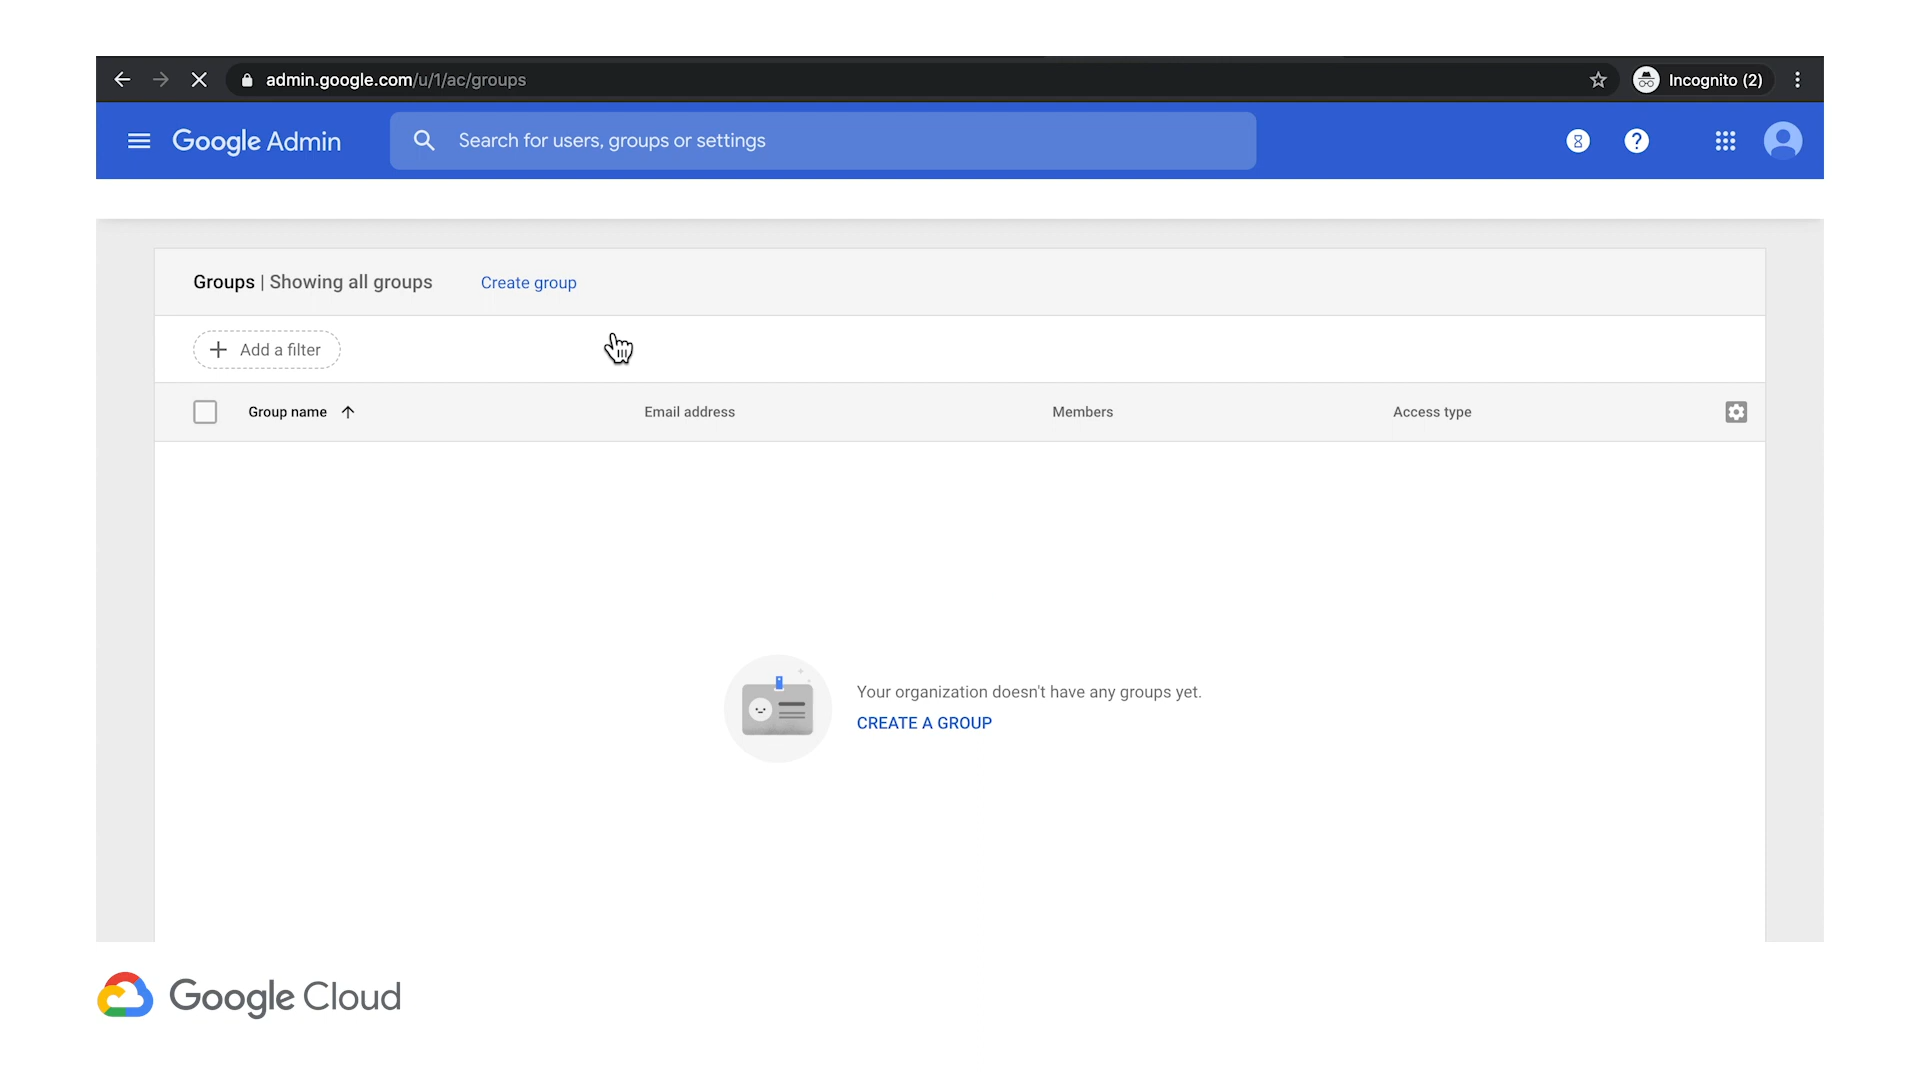 admin.google.com/u/1/ac/groups
Incognito (2)
Google Admin
Search for users, groups or settings
?
Groups | Showing all groups
Create group
+ Add a filter
Group name ↑
Email address
Members
Access type
Your organization doesn't have any groups yet.
CREATE A GROUP
Google Cloud